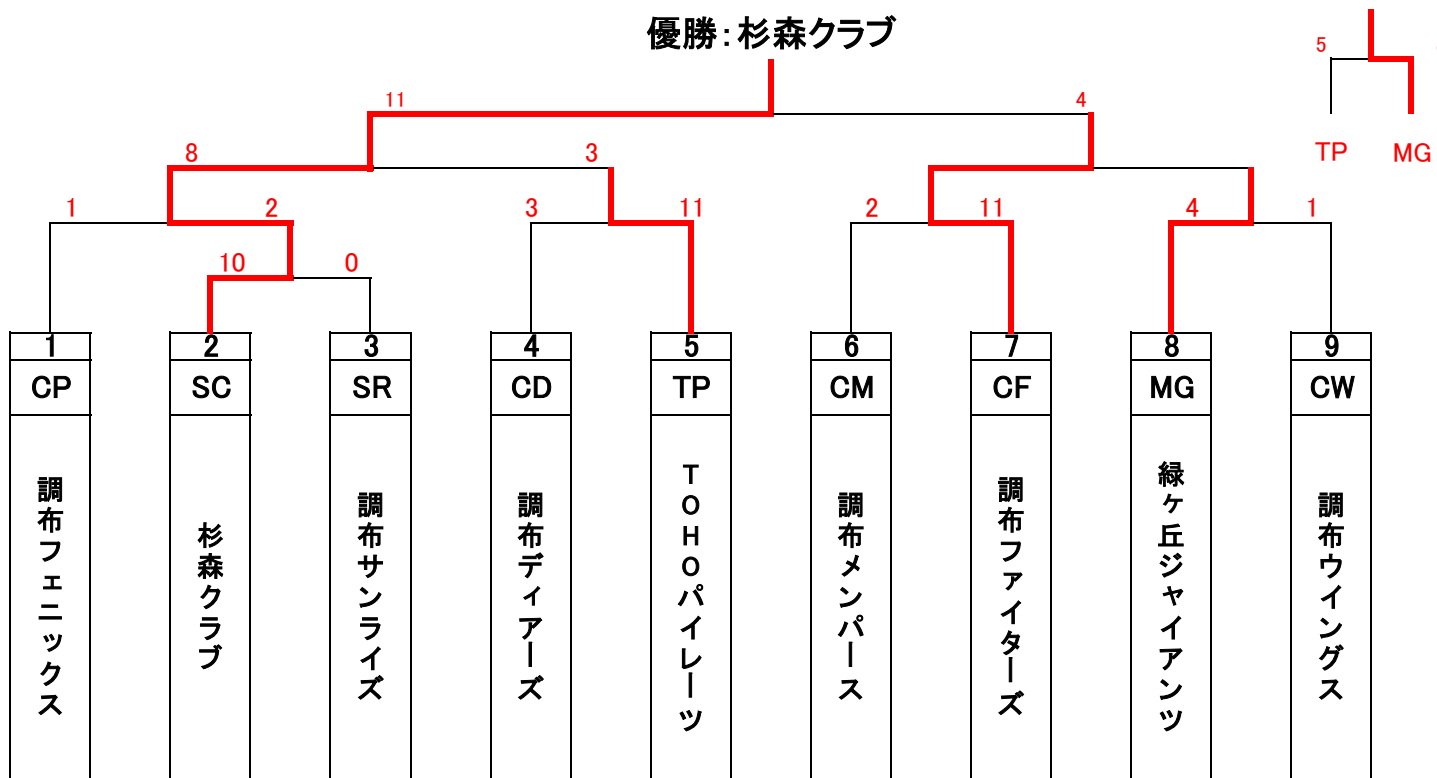 優勝：杉森クラブ
5
TP MG
11 4
8 3
1 2 3 11 2 11 4 1
10 0
1 2 3 4 5 6 7 8 9
CP SC SR CD TP CM CF MG CW
調布フェニックス
杉森クラブ
調布サンライズ
調布ディアーズ
TOHOパイレーツ
調布メンパース
調布ファイターズ
緑ヶ丘ジャイアンツ
調布ウイングス